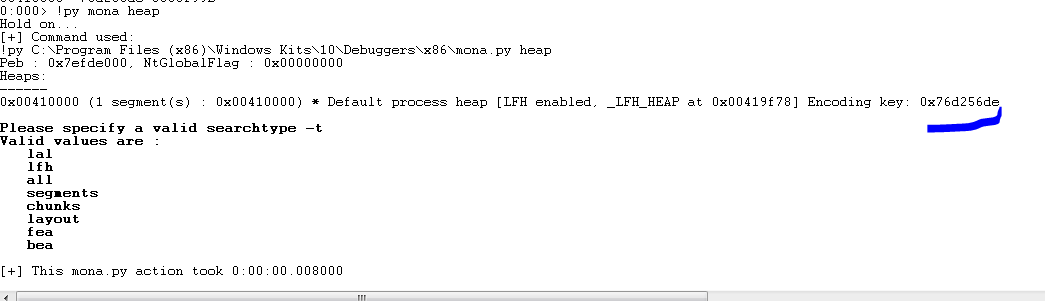 0:000> !py mona heap
Hold on...
[+] Command used:
!py C:\Program Files (x86)\Windows Kits\10\Debuggers\x86\mona.py heap
Peb : 0x7efde000, NtGlobalFlag : 0x00000000
Heaps:
------
0x00410000 (1 segment(s) : 0x00410000) * Default process heap [LFH enabled, _LFH_HEAP at 0x00419f78] Encoding key: 0x76d256de
Please specify a valid searchtype -t
Valid values are :
lal
lfh
all
segments
chunks
layout
fea
bea
[+] This mona.py action took 0:00:00.008000